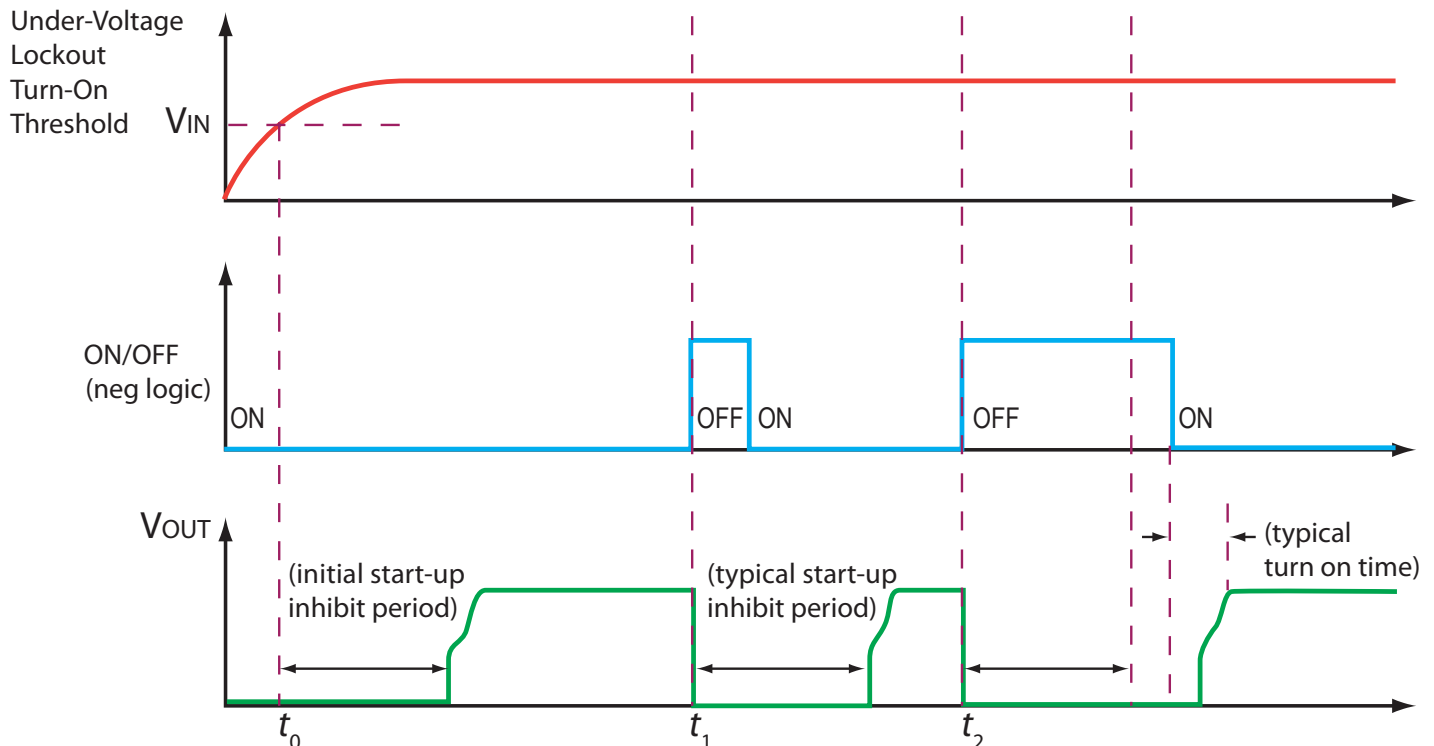 Under-Voltage
Lockout
Turn-On
Threshold
VIN
ON/OFF
(neg logic)
ON
OFF
ON
OFF
ON
VOUT
(initial start-up
inhibit period)
(typical start-up
inhibit period)
(typical
turn on time)
t0
t1
t2